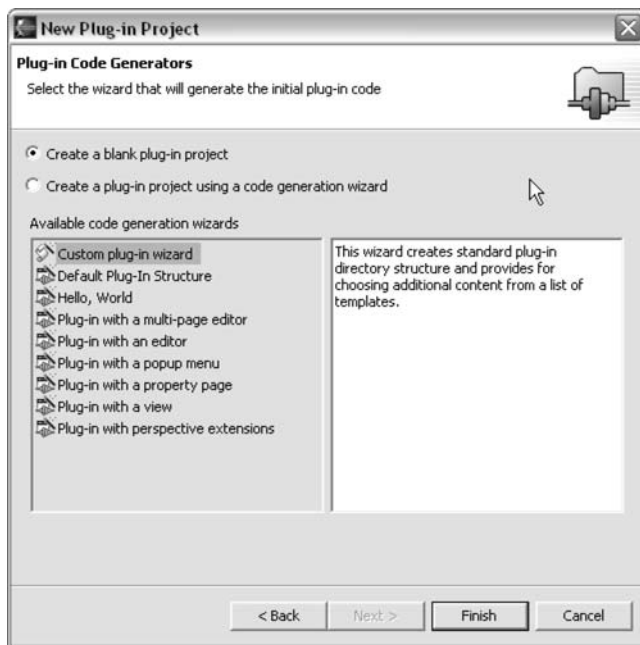 New Plug-in Project
Plug-in Code Generators
Select the wizard that will generate the initial plug-in code
Create a blank plug-in project
Create a plug-in project using a code generation wizard
Available code generation wizards
Custom plug-in wizard
Default Plug-In Structure
Hello, World
Plug-in with a multi-page editor
Plug-in with an editor
Plug-in with a popup menu
Plug-in with a property page
Plug-in with a view
Plug-in with perspective extensions
This wizard creates standard plug-in
directory structure and provides for
choosing additional content from a list of
templates.
< Back
Next >
Finish
Cancel